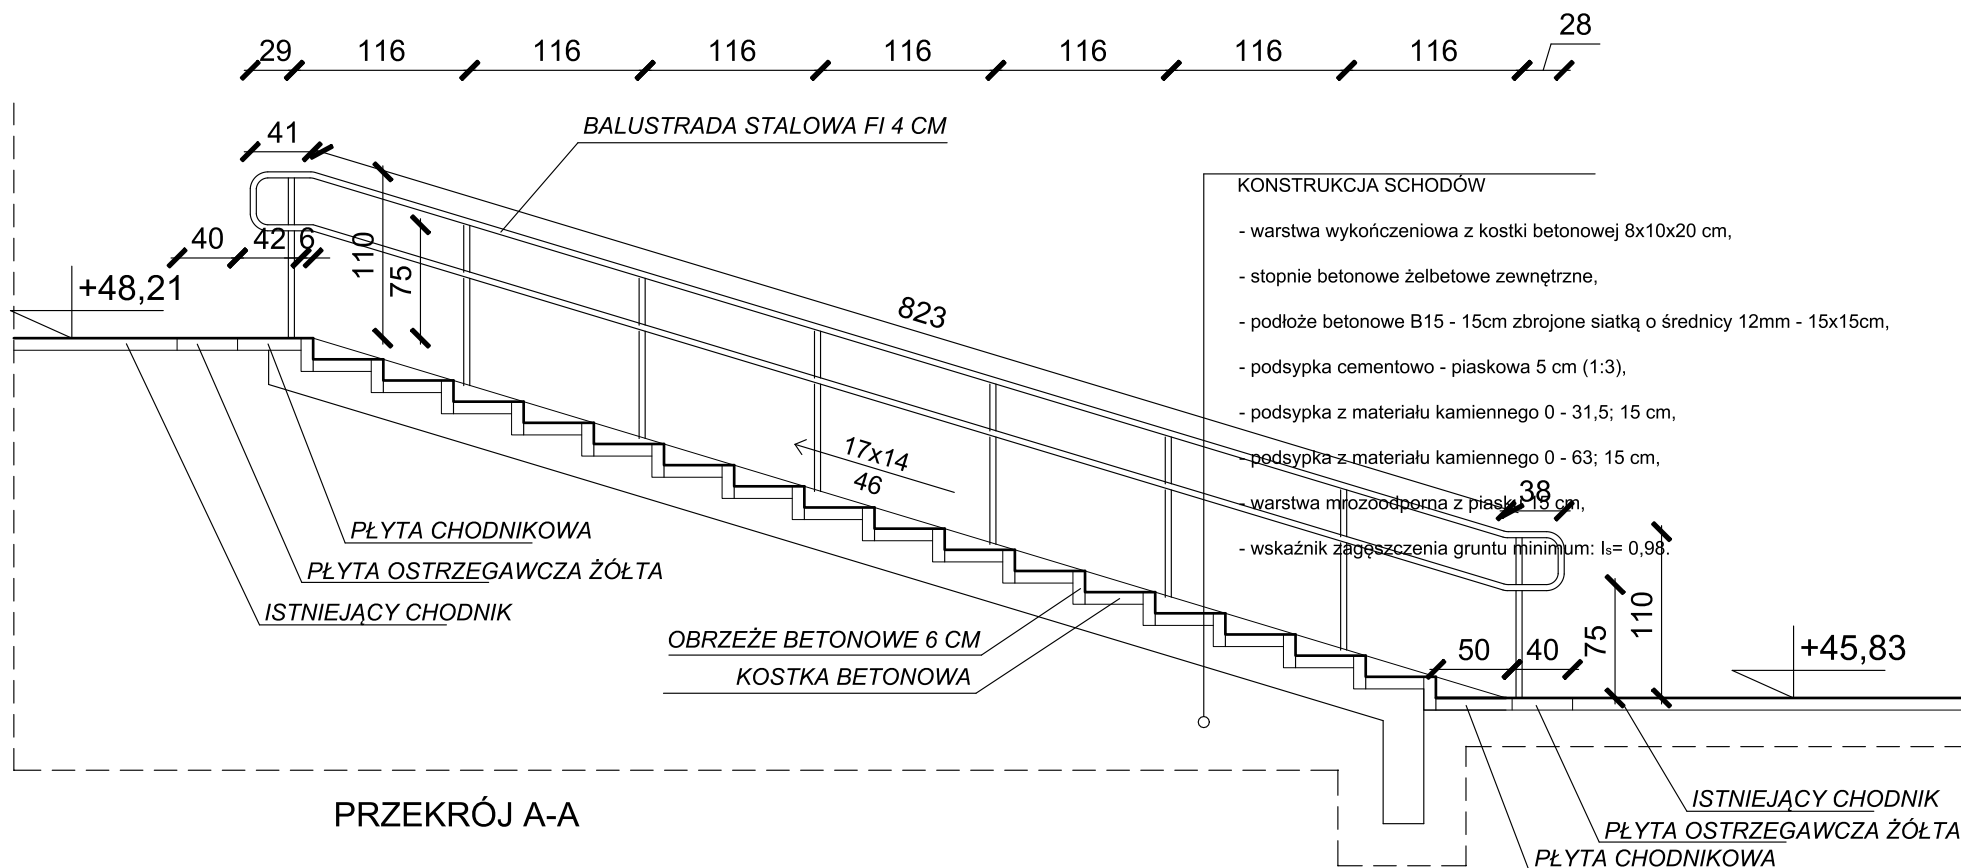 29 116 116 116 116 116 116 116 28
BALUSTRADA STALOWA FI 4 CM
41
KONSTRUKCJA SCHODÓW
- warstwa wykończeniowa z kostki betonowej 8x10x20 cm,
- stopnie betonowe żelbetowe zewnętrzne,
- podłoże betonowe B15 - 15cm zbrojone siatką o średnicy 12mm - 15x15cm,
- podsypka cementowo - piaskowa 5 cm (1:3),
- podsypka z materiału kamiennego 0 - 31,5; 15 cm,
- podsypka z materiału kamiennego 0 - 63; 15 cm,
- warstwa mrozoodporna z piasku 15 cm,
- wskaźnik zagęszczenia gruntu minimum: Is= 0,98.
40 42 6
110
75
+48,21
823
17x14
46
38
PŁYTA CHODNIKOWA
PŁYTA OSTRZEGAWCZA ŻÓŁTA
ISTNIEJĄCY CHODNIK
OBRZEŻE BETONOWE 6 CM
KOSTKA BETONOWA
50 40
75
110
+45,83
ISTNIEJĄCY CHODNIK
PŁYTA OSTRZEGAWCZA ŻÓŁTA
PŁYTA CHODNIKOWA
PRZEKRÓJ A-A